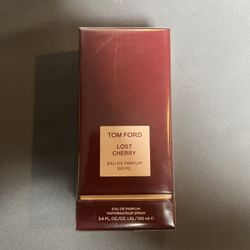 TOM FORD
LOST
CHERRY
EAU DE PARFUM
100 ML
EAU DE PARFUM
VAPORISATEUR SPRAY
3.4 FL. OZ./OZ. LIQ./100 ml ℮